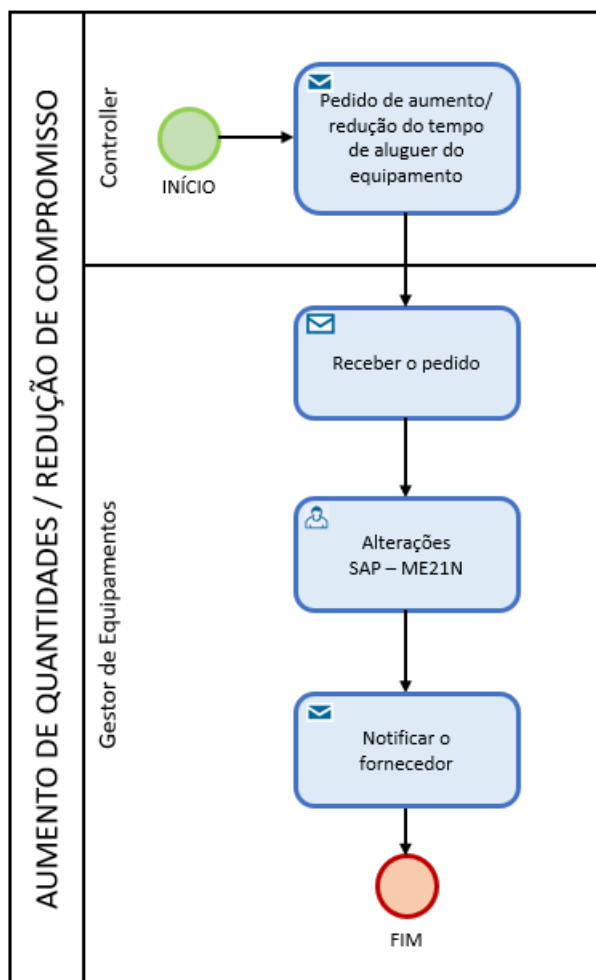 AUMENTO DE QUANTIDADES / REDUÇÃO DE COMPROMISSO
Controller
INÍCIO
Pedido de aumento/
redução do tempo
de aluguer do
equipamento
Gestor de Equipamentos
Receber o pedido
Alterações
SAP – ME21N
Notificar o
fornecedor
FIM